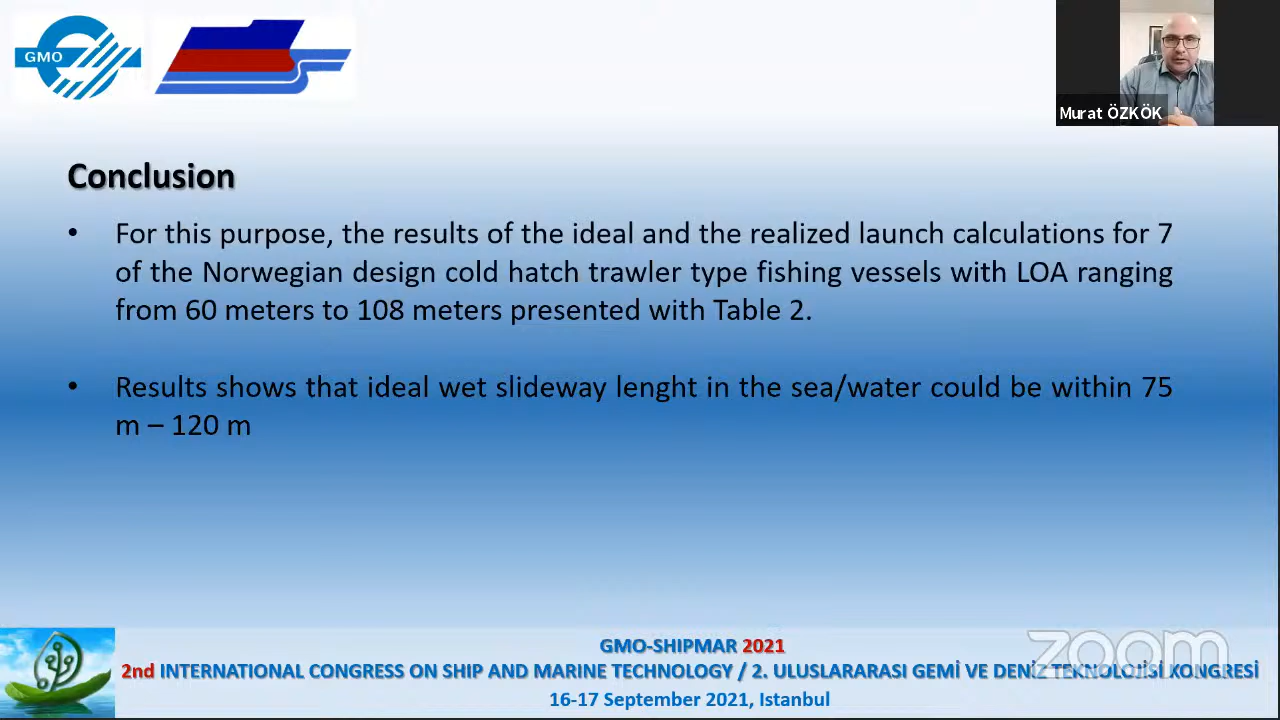 GMO
Murat ÖZKÖK
Conclusion
• For this purpose, the results of the ideal and the realized launch calculations for 7
of the Norwegian design cold hatch trawler type fishing vessels with LOA ranging
from 60 meters to 108 meters presented with Table 2.
• Results shows that ideal wet slideway lenght in the sea/water could be within 75
m – 120 m
GMO-SHIPMAR 2021
2nd INTERNATIONAL CONGRESS ON SHIP AND MARINE TECHNOLOGY / 2. ULUSLARARASI GEMİ VE DENİZ TEKNOLOJİSİ KONGRESİ
16-17 September 2021, Istanbul
zoom